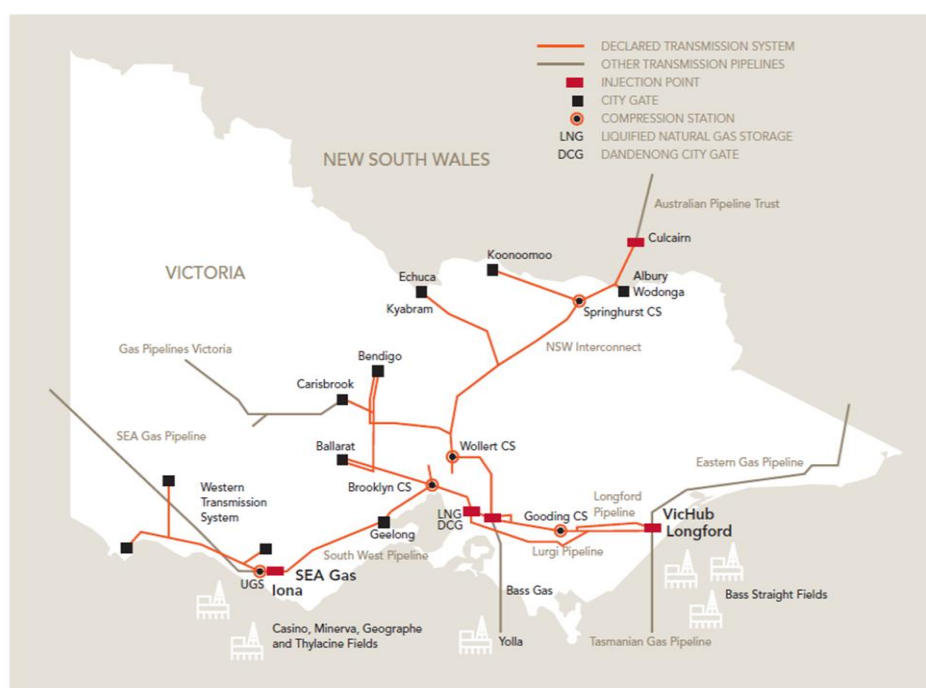 DECLARED TRANSMISSION SYSTEM
OTHER TRANSMISSION PIPELINES
INJECTION POINT
CITY GATE
COMPRESSION STATION
LNG LIQUIFIED NATURAL GAS STORAGE
DCG DANDENONG CITY GATE
NEW SOUTH WALES
Australian Pipeline Trust
Culcairn
Koonoomoo
VICTORIA
Echuca
Albury
Wodonga
Kyabram
Springhurst CS
NSW Interconnect
Gas Pipelines Victoria
Bendigo
Carisbrook
SEA Gas Pipeline
Ballarat
Wollert CS
Eastern Gas Pipeline
Brooklyn CS
Western
Transmission
System
Longford
Pipeline
LNG
DCG
Gooding CS
VicHub
Longford
Geelong
South West Pipeline
Lurgi Pipeline
SEA Gas
Iona
UGS
Bass Gas
Bass Straight Fields
Casino, Minerva, Geographe
and Thylacine Fields
Yolla
Tasmanian Gas Pipeline